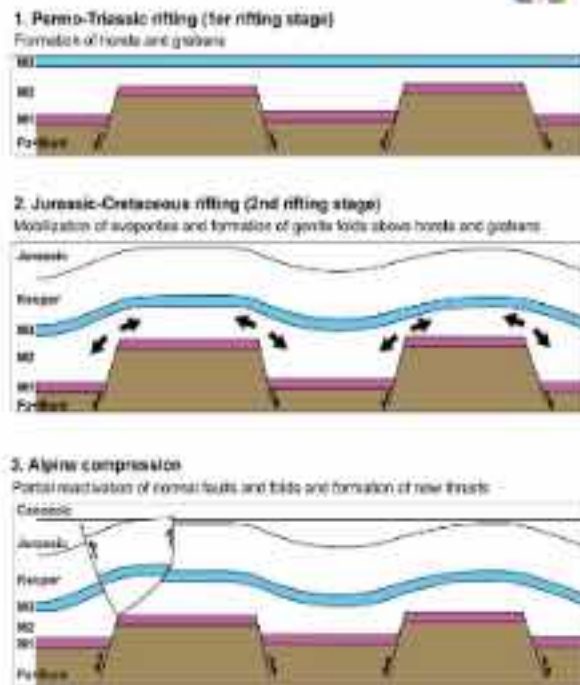 1. Permo-Triassic rifting (1er rifting stage)
Formation of horsts and grabens
M3
M2
M1
2. Jurassic-Cretaceous rifting (2nd rifting stage)
Mobilization of evaporites and formation of gentle folds above horsts and grabens
Jurassic
Keuper
M3
M2
M1
3. Alpine compression
Partial reactivation of normal faults and folds and formation of new thrusts
Cenozoic
Jurassic
Keuper
M3
M2
M1